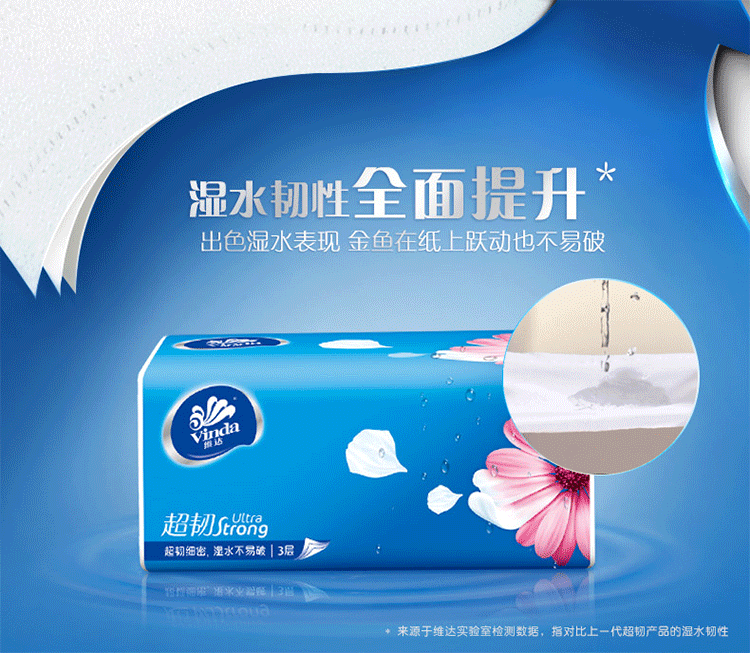 湿水韧性全面提升*
出色湿水表现 金鱼在纸上跃动也不易破
Vinda
维达
超韧Ultra Strong
超韧细密,湿水不易破 | 3层
* 来源于维达实验室检测数据，指对比上一代超韧产品的湿水韧性